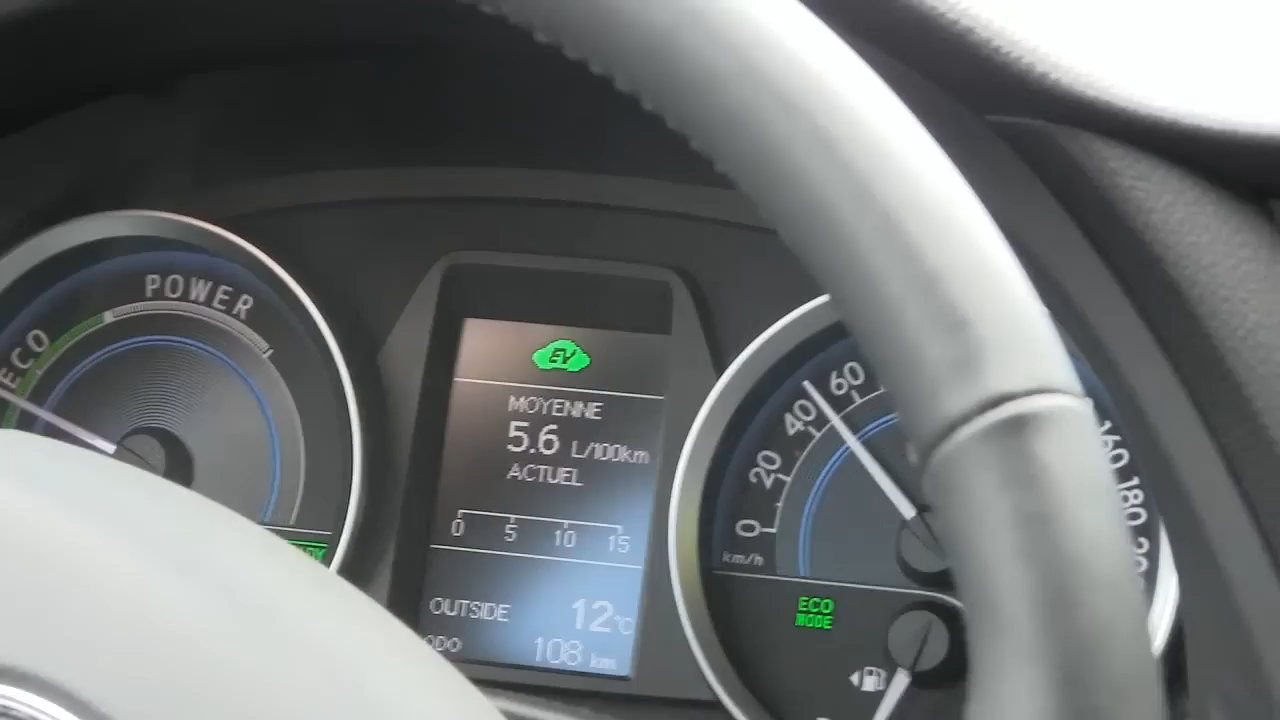 POWER
ECO
EV
MOYENNE
5.6 L/100km
ACTUEL
0 5 10 15
OUTSIDE 12°C
ODO 108 km
0 20 40 60
160 180
km/h
ECO
MODE